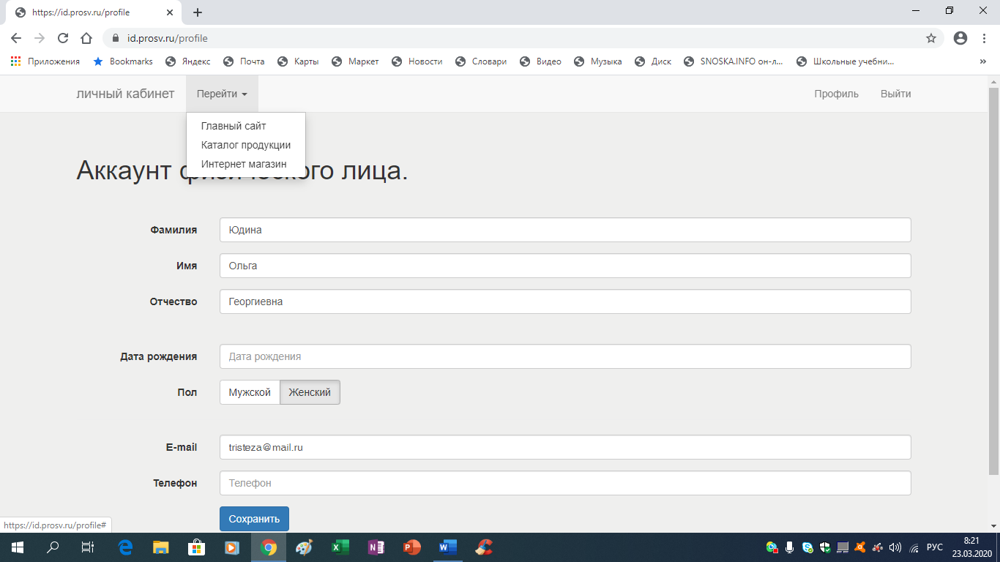 https://id.prosv.ru/profile
id.prosv.ru/profile
Приложения Bookmarks Яндекс Почта Карты Маркет Новости Словари Видео Музыка Диск SNOSKA.INFO он-л... Школьные учебни... »
личный кабинет Перейти Профиль Выйти
Главный сайт
Каталог продукции
Интернет магазин
Аккаунт физического лица.
Фамилия Юдина
Имя Ольга
Отчество Георгиевна
Дата рождения Дата рождения
Пол Мужской Женский
E-mail tristeza@mail.ru
Телефон Телефон
Сохранить
https://id.prosv.ru/profile#
РУС 8:21
23.03.2020